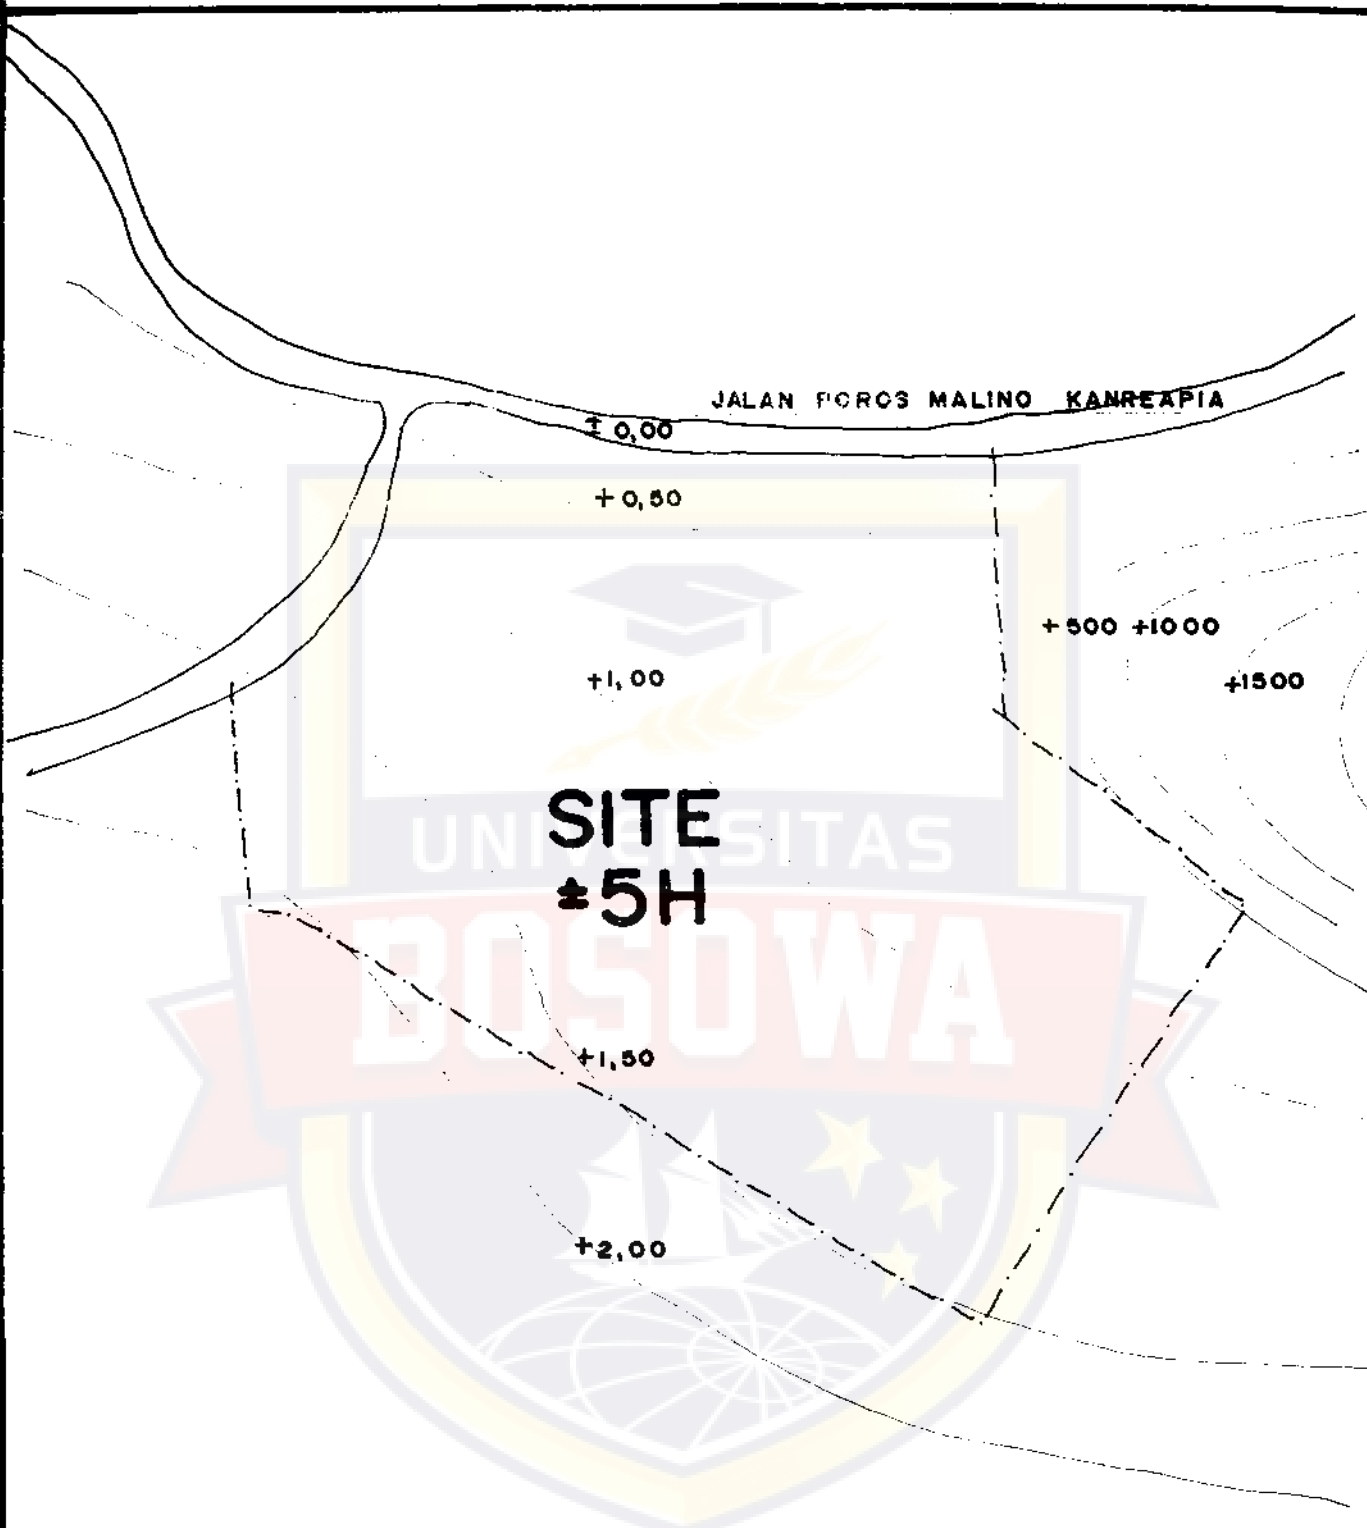 JALAN POROS MALINO KANREAPIA
± 0,00
+ 0,50
+500 +1000
+1,00
+1500
SITE
±5H
UNIVERSITAS
BOSOWA
+1,50
+2,00